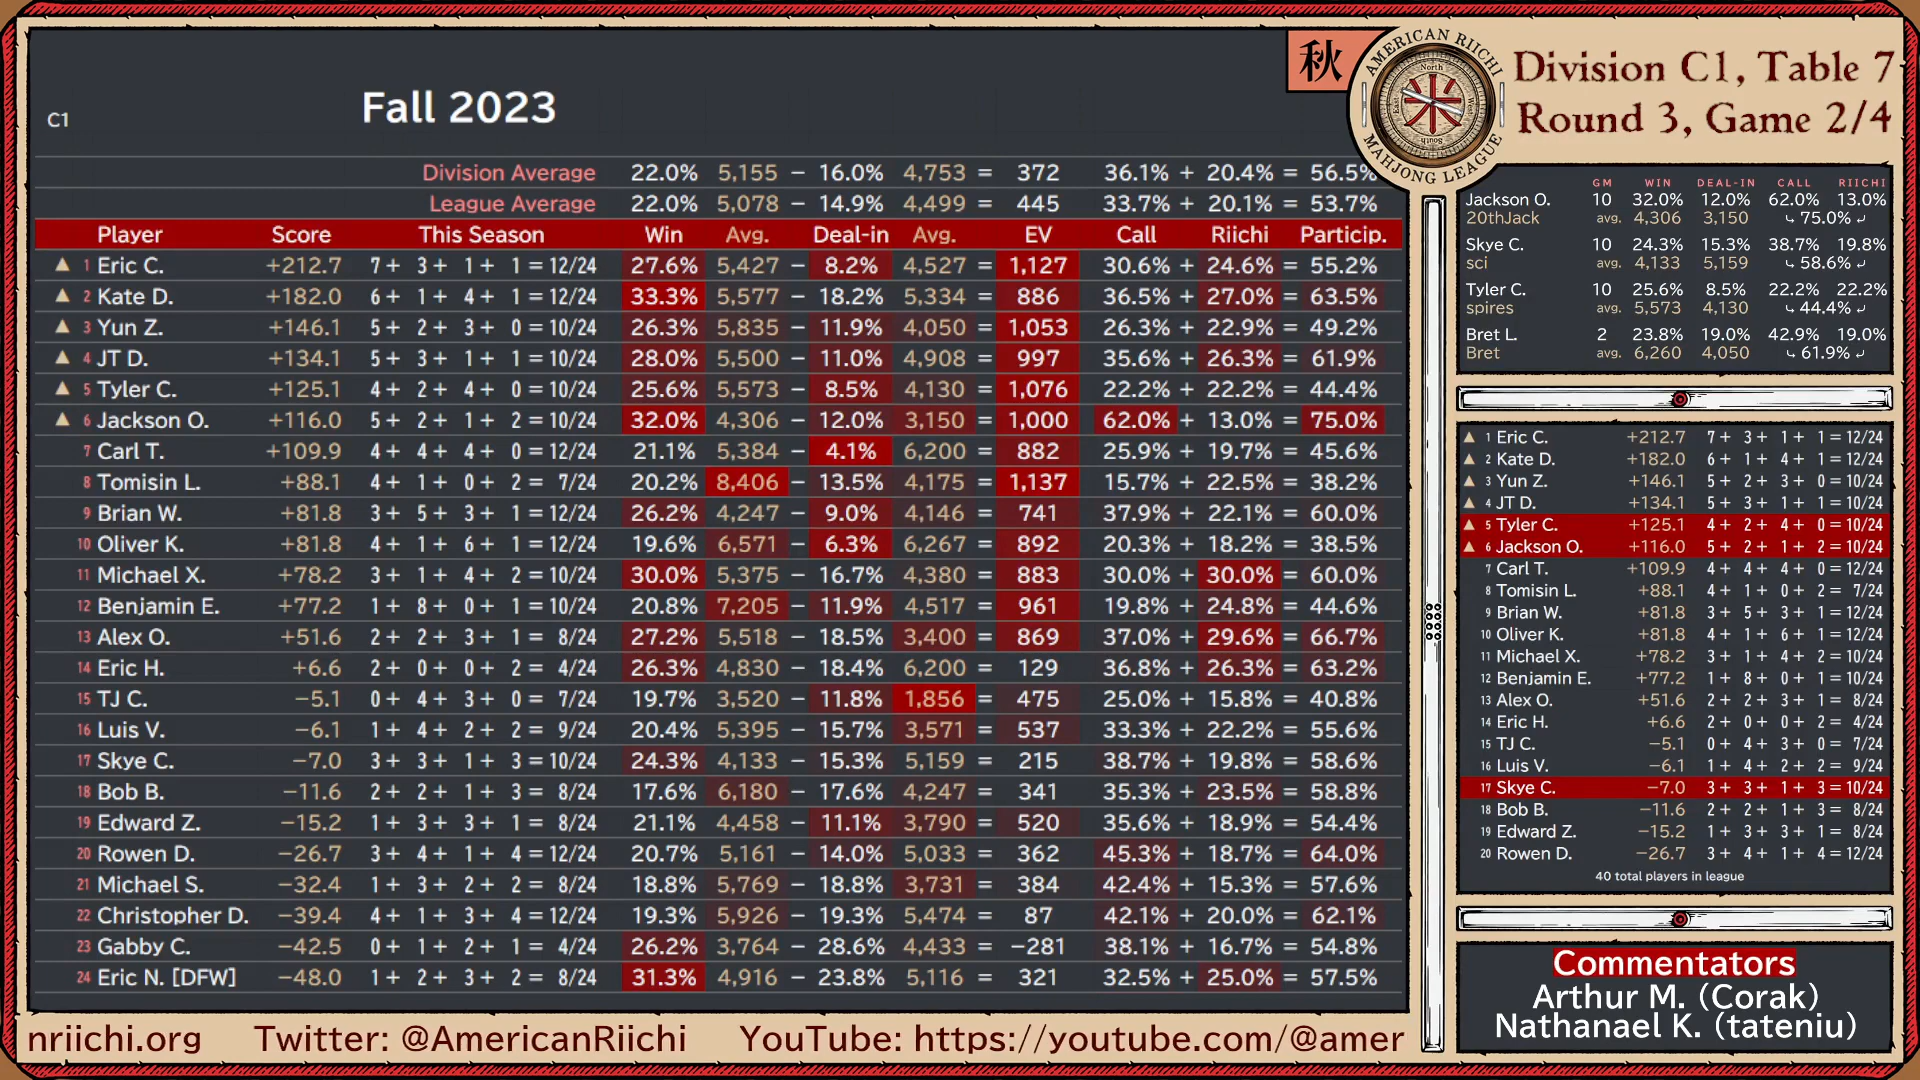 C1
Fall 2023
秋
AMERICAN RIICHI
MAHJONG LEAGUE
North
East
West
South
Division C1, Table 7
Round 3, Game 2/4
Division Average 22.0% 5,155 − 16.0% 4,753 = 372 36.1% + 20.4% = 56.5%
League Average 22.0% 5,078 − 14.9% 4,499 = 445 33.7% + 20.1% = 53.7%
Player Score This Season Win Avg. Deal-in Avg. EV Call Riichi Particip.
▲ 1 Eric C. +212.7 7+ 3+ 1+ 1=12/24 27.6% 5,427 − 8.2% 4,527 = 1,127 30.6% + 24.6% = 55.2%
▲ 2 Kate D. +182.0 6+ 1+ 4+ 1=12/24 33.3% 5,577 − 18.2% 5,334 = 886 36.5% + 27.0% = 63.5%
▲ 3 Yun Z. +146.1 5+ 2+ 3+ 0=10/24 26.3% 5,835 − 11.9% 4,050 = 1,053 26.3% + 22.9% = 49.2%
▲ 4 JT D. +134.1 5+ 3+ 1+ 1=10/24 28.0% 5,500 − 11.0% 4,908 = 997 35.6% + 26.3% = 61.9%
▲ 5 Tyler C. +125.1 4+ 2+ 4+ 0=10/24 25.6% 5,573 − 8.5% 4,130 = 1,076 22.2% + 22.2% = 44.4%
▲ 6 Jackson O. +116.0 5+ 2+ 1+ 2=10/24 32.0% 4,306 − 12.0% 3,150 = 1,000 62.0% + 13.0% = 75.0%
7 Carl T. +109.9 4+ 4+ 4+ 0=12/24 21.1% 5,384 − 4.1% 6,200 = 882 25.9% + 19.7% = 45.6%
8 Tomisin L. +88.1 4+ 1+ 0+ 2= 7/24 20.2% 8,406 − 13.5% 4,175 = 1,137 15.7% + 22.5% = 38.2%
9 Brian W. +81.8 3+ 5+ 3+ 1=12/24 26.2% 4,247 − 9.0% 4,146 = 741 37.9% + 22.1% = 60.0%
10 Oliver K. +81.8 4+ 1+ 6+ 1=12/24 19.6% 6,571 − 6.3% 6,267 = 892 20.3% + 18.2% = 38.5%
11 Michael X. +78.2 3+ 1+ 4+ 2=10/24 30.0% 5,375 − 16.7% 4,380 = 883 30.0% + 30.0% = 60.0%
12 Benjamin E. +77.2 1+ 8+ 0+ 1=10/24 20.8% 7,205 − 11.9% 4,517 = 961 19.8% + 24.8% = 44.6%
13 Alex O. +51.6 2+ 2+ 3+ 1= 8/24 27.2% 5,518 − 18.5% 3,400 = 869 37.0% + 29.6% = 66.7%
14 Eric H. +6.6 2+ 0+ 0+ 2= 4/24 26.3% 4,830 − 18.4% 6,200 = 129 36.8% + 26.3% = 63.2%
15 TJ C. −5.1 0+ 4+ 3+ 0= 7/24 19.7% 3,520 − 11.8% 1,856 = 475 25.0% + 15.8% = 40.8%
16 Luis V. −6.1 1+ 4+ 2+ 2= 9/24 20.4% 5,395 − 15.7% 3,571 = 537 33.3% + 22.2% = 55.6%
17 Skye C. −7.0 3+ 3+ 1+ 3=10/24 24.3% 4,133 − 15.3% 5,159 = 215 38.7% + 19.8% = 58.6%
18 Bob B. −11.6 2+ 2+ 1+ 3= 8/24 17.6% 6,180 − 17.6% 4,247 = 341 35.3% + 23.5% = 58.8%
19 Edward Z. −15.2 1+ 3+ 3+ 1= 8/24 21.1% 4,458 − 11.1% 3,790 = 520 35.6% + 18.9% = 54.4%
20 Rowen D. −26.7 3+ 4+ 1+ 4=12/24 20.7% 5,161 − 14.0% 5,033 = 362 45.3% + 18.7% = 64.0%
21 Michael S. −32.4 1+ 3+ 2+ 2= 8/24 18.8% 5,769 − 18.8% 3,731 = 384 42.4% + 15.3% = 57.6%
22 Christopher D. −39.4 4+ 1+ 3+ 4=12/24 19.3% 5,926 − 19.3% 5,474 = 87 42.1% + 20.0% = 62.1%
23 Gabby C. −42.5 0+ 1+ 2+ 1= 4/24 26.2% 3,764 − 28.6% 4,433 = −281 38.1% + 16.7% = 54.8%
24 Eric N. [DFW] −48.0 1+ 2+ 3+ 2= 8/24 31.3% 4,916 − 23.8% 5,116 = 321 32.5% + 25.0% = 57.5%
GM WIN DEAL-IN CALL RIICHI
Jackson O. 10 32.0% 12.0% 62.0% 13.0%
20thJack avg. 4,306 3,150 75.0%
Skye C. 10 24.3% 15.3% 38.7% 19.8%
sci avg. 4,133 5,159 58.6%
Tyler C. 10 25.6% 8.5% 22.2% 22.2%
spires avg. 5,573 4,130 44.4%
Bret L. 2 23.8% 19.0% 42.9% 19.0%
Bret avg. 6,260 4,050 61.9%
▲ 1 Eric C. +212.7 7+ 3+ 1+ 1=12/24
▲ 2 Kate D. +182.0 6+ 1+ 4+ 1=12/24
▲ 3 Yun Z. +146.1 5+ 2+ 3+ 0=10/24
▲ 4 JT D. +134.1 5+ 3+ 1+ 1=10/24
▲ 5 Tyler C. +125.1 4+ 2+ 4+ 0=10/24
▲ 6 Jackson O. +116.0 5+ 2+ 1+ 2=10/24
7 Carl T. +109.9 4+ 4+ 4+ 0=12/24
8 Tomisin L. +88.1 4+ 1+ 0+ 2= 7/24
9 Brian W. +81.8 3+ 5+ 3+ 1=12/24
10 Oliver K. +81.8 4+ 1+ 6+ 1=12/24
11 Michael X. +78.2 3+ 1+ 4+ 2=10/24
12 Benjamin E. +77.2 1+ 8+ 0+ 1=10/24
13 Alex O. +51.6 2+ 2+ 3+ 1= 8/24
14 Eric H. +6.6 2+ 0+ 0+ 2= 4/24
15 TJ C. −5.1 0+ 4+ 3+ 0= 7/24
16 Luis V. −6.1 1+ 4+ 2+ 2= 9/24
17 Skye C. −7.0 3+ 3+ 1+ 3=10/24
18 Bob B. −11.6 2+ 2+ 1+ 3= 8/24
19 Edward Z. −15.2 1+ 3+ 3+ 1= 8/24
20 Rowen D. −26.7 3+ 4+ 1+ 4=12/24
40 total players in league
Commentators
Arthur M. (Corak)
Nathanael K. (tateniu)
nriichi.org Twitter: @AmericanRiichi YouTube: https://youtube.com/@amer